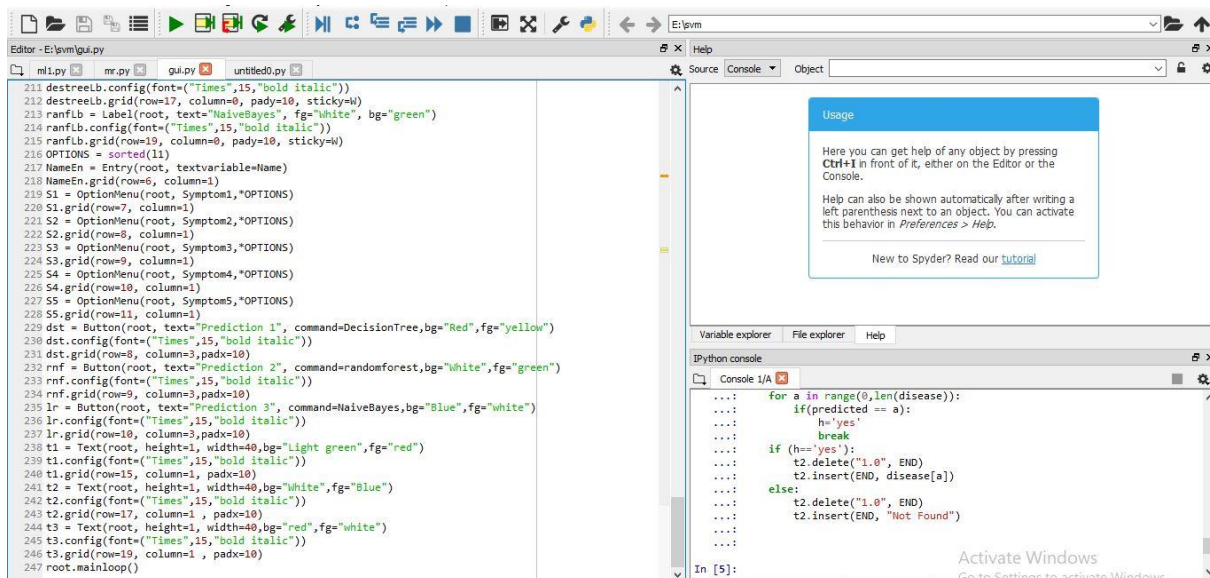 E:\svm
Editor - E:\svm\gui.py
ml1.py
mr.py
gui.py
untitled0.py
211 destreeLb.config(font=("Times",15,"bold italic"))
212 destreeLb.grid(row=17, column=0, pady=10, sticky=W)
213 ranfLb = Label(root, text="NaiveBayes", fg="White", bg="green")
214 ranfLb.config(font=("Times",15,"bold italic"))
215 ranfLb.grid(row=19, column=0, pady=10, sticky=W)
216 OPTIONS = sorted(l1)
217 NameEn = Entry(root, textvariable=Name)
218 NameEn.grid(row=6, column=1)
219 S1 = OptionMenu(root, Symptom1,*OPTIONS)
220 S1.grid(row=7, column=1)
221 S2 = OptionMenu(root, Symptom2,*OPTIONS)
222 S2.grid(row=8, column=1)
223 S3 = OptionMenu(root, Symptom3,*OPTIONS)
224 S3.grid(row=9, column=1)
225 S4 = OptionMenu(root, Symptom4,*OPTIONS)
226 S4.grid(row=10, column=1)
227 S5 = OptionMenu(root, Symptom5,*OPTIONS)
228 S5.grid(row=11, column=1)
229 dst = Button(root, text="Prediction 1", command=DecisionTree,bg="Red",fg="yellow")
230 dst.config(font=("Times",15,"bold italic"))
231 dst.grid(row=8, column=3,padx=10)
232 rnf = Button(root, text="Prediction 2", command=randomforest,bg="White",fg="green")
233 rnf.config(font=("Times",15,"bold italic"))
234 rnf.grid(row=9, column=3,padx=10)
235 lr = Button(root, text="Prediction 3", command=NaiveBayes,bg="Blue",fg="white")
236 lr.config(font=("Times",15,"bold italic"))
237 lr.grid(row=10, column=3,padx=10)
238 t1 = Text(root, height=1, width=40,bg="Light green",fg="red")
239 t1.config(font=("Times",15,"bold italic"))
240 t1.grid(row=15, column=1, padx=10)
241 t2 = Text(root, height=1, width=40,bg="White",fg="Blue")
242 t2.config(font=("Times",15,"bold italic"))
243 t2.grid(row=17, column=1 , padx=10)
244 t3 = Text(root, height=1, width=40,bg="red",fg="white")
245 t3.config(font=("Times",15,"bold italic"))
246 t3.grid(row=19, column=1 , padx=10)
247 root.mainloop()
Help
Source Console Object
Usage
Here you can get help of any object by pressing
Ctrl+I in front of it, either on the Editor or the
Console.
Help can also be shown automatically after writing a
left parenthesis next to an object. You can activate
this behavior in Preferences > Help.
New to Spyder? Read our tutorial
Variable explorer File explorer Help
IPython console
Console 1/A
...: for a in range(0,len(disease)):
...: if(predicted == a):
...: h='yes'
...: break
...: if (h=='yes'):
...: t2.delete("1.0", END)
...: t2.insert(END, disease[a])
...: else:
...: t2.delete("1.0", END)
...: t2.insert(END, "Not Found")
...:
...:
In [5]:
Activate Windows
Go to Settings to activate Windows